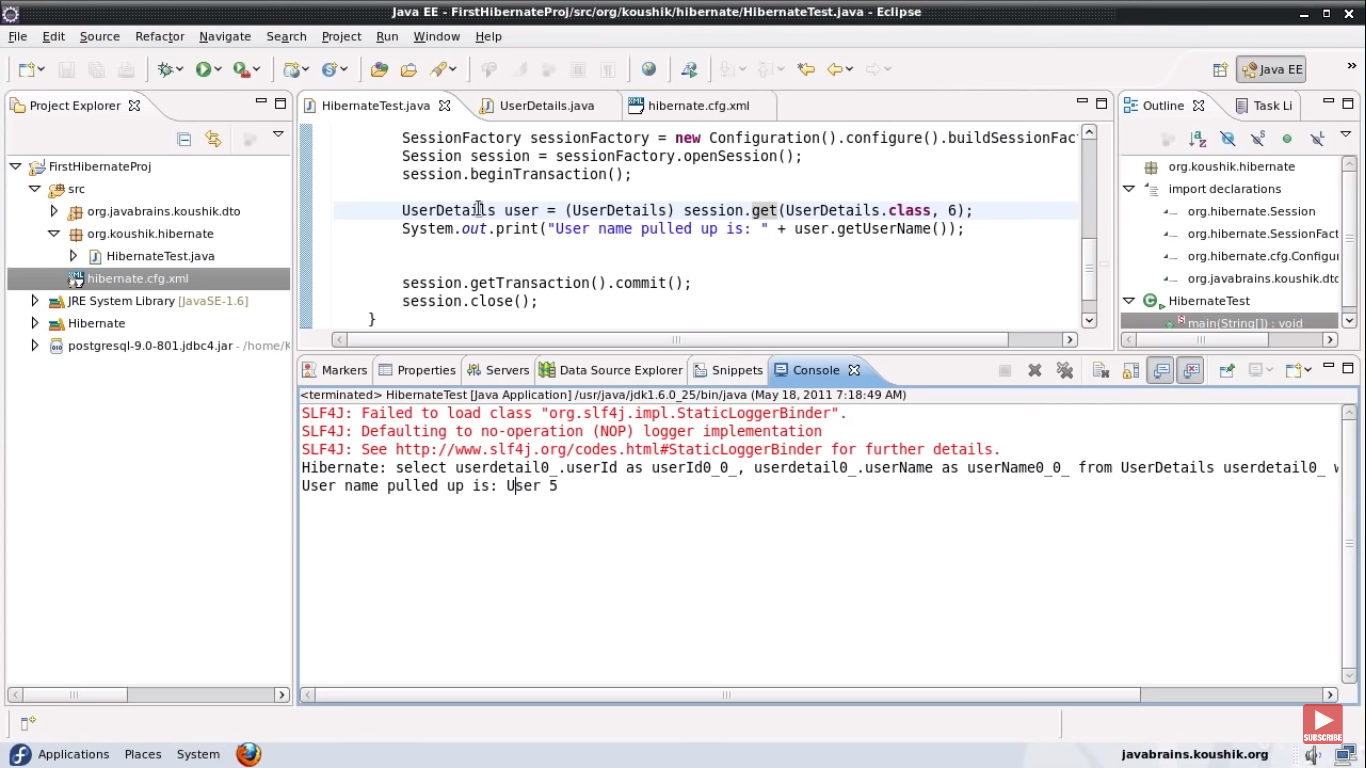 Java EE - FirstHibernateProj/src/org/koushik/hibernate/HibernateTest.java - Eclipse
File Edit Source Refactor Navigate Search Project Run Window Help
Java EE
Project Explorer
FirstHibernateProj
src
org.javabrains.koushik.dto
org.koushik.hibernate
HibernateTest.java
hibernate.cfg.xml
JRE System Library [JavaSE-1.6]
Hibernate
postgresql-9.0-801.jdbc4.jar - /home/K
HibernateTest.java UserDetails.java hibernate.cfg.xml
SessionFactory sessionFactory = new Configuration().configure().buildSessionFac
Session session = sessionFactory.openSession();
session.beginTransaction();
UserDetails user = (UserDetails) session.get(UserDetails.class, 6);
System.out.print("User name pulled up is: " + user.getUserName());
session.getTransaction().commit();
session.close();
}
Outline Task Li
org.koushik.hibernate
import declarations
org.hibernate.Session
org.hibernate.SessionFact
org.hibernate.cfg.Configu
org.javabrains.koushik.dto
HibernateTest
main(String[]) : void
Markers Properties Servers Data Source Explorer Snippets Console
<terminated> HibernateTest [Java Application] /usr/java/jdk1.6.0_25/bin/java (May 18, 2011 7:18:49 AM)
SLF4J: Failed to load class "org.slf4j.impl.StaticLoggerBinder".
SLF4J: Defaulting to no-operation (NOP) logger implementation
SLF4J: See http://www.slf4j.org/codes.html#StaticLoggerBinder for further details.
Hibernate: select userdetail0_.userId as userId0_0_, userdetail0_.userName as userName0_0_ from UserDetails userdetail0_ w
User name pulled up is: User 5
SUBSCRIBE
Applications Places System
javabrains.koushik.org